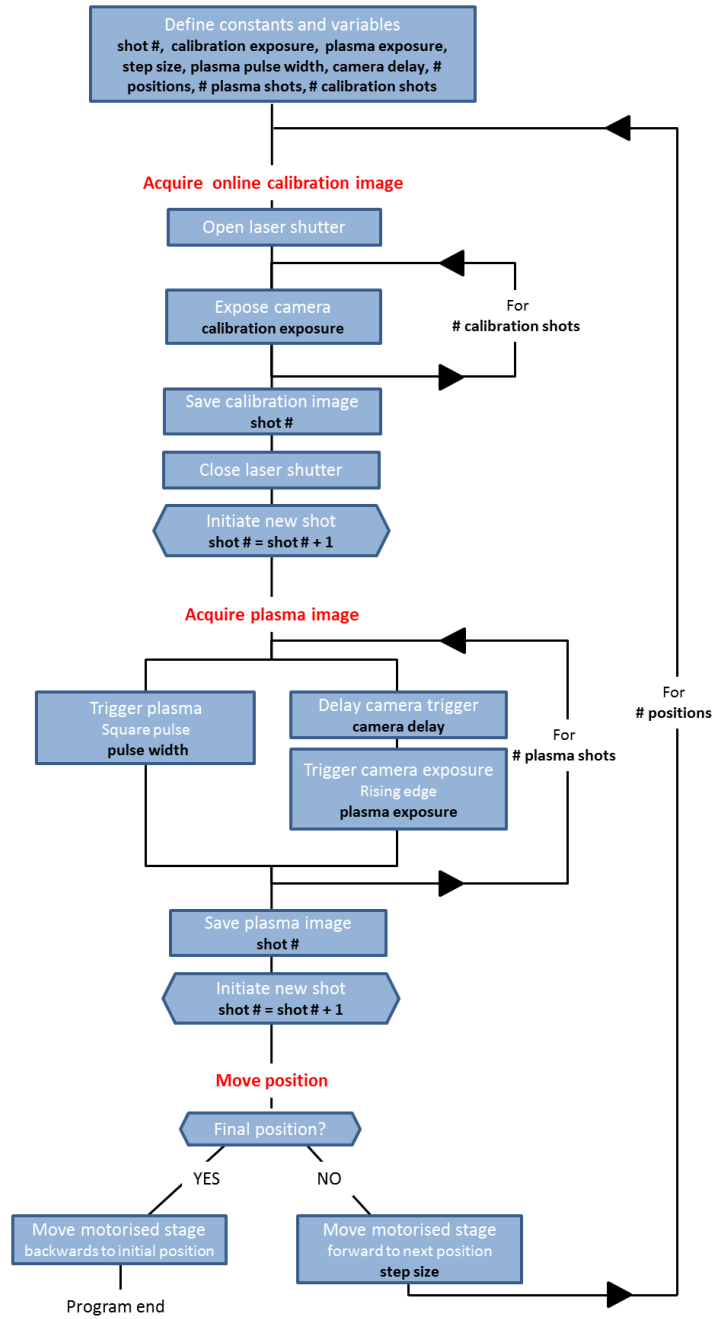 Define constants and variables
shot #, calibration exposure, plasma exposure,
step size, plasma pulse width, camera delay, #
positions, # plasma shots, # calibration shots
Acquire online calibration image
Open laser shutter
Expose camera
calibration exposure
For
# calibration shots
Save calibration image
shot #
Close laser shutter
Initiate new shot
shot # = shot # + 1
Acquire plasma image
Trigger plasma
Square pulse
pulse width
Delay camera trigger
camera delay
Trigger camera exposure
Rising edge
plasma exposure
For
# plasma shots
For
# positions
Save plasma image
shot #
Initiate new shot
shot # = shot # + 1
Move position
Final position?
YES
NO
Move motorised stage
backwards to initial position
Move motorised stage
forward to next position
step size
Program end